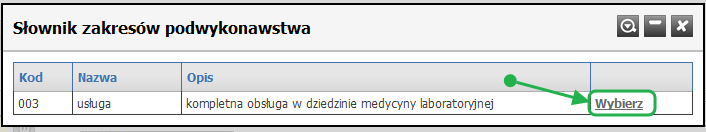 Słownik zakresów podwykonawstwa
Kod Nazwa Opis
003 usługa kompletna obsługa w dziedzinie medycyny laboratoryjnej Wybierz